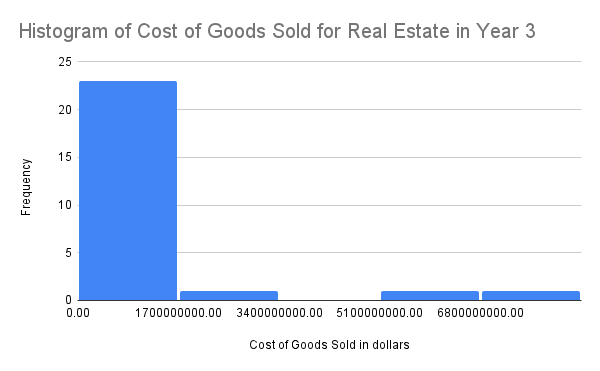 Histogram of Cost of Goods Sold for Real Estate in Year 3
25
20
15
10
5
0
Frequency
0.00 1700000000.00 3400000000.00 5100000000.00 6800000000.00
Cost of Goods Sold in dollars